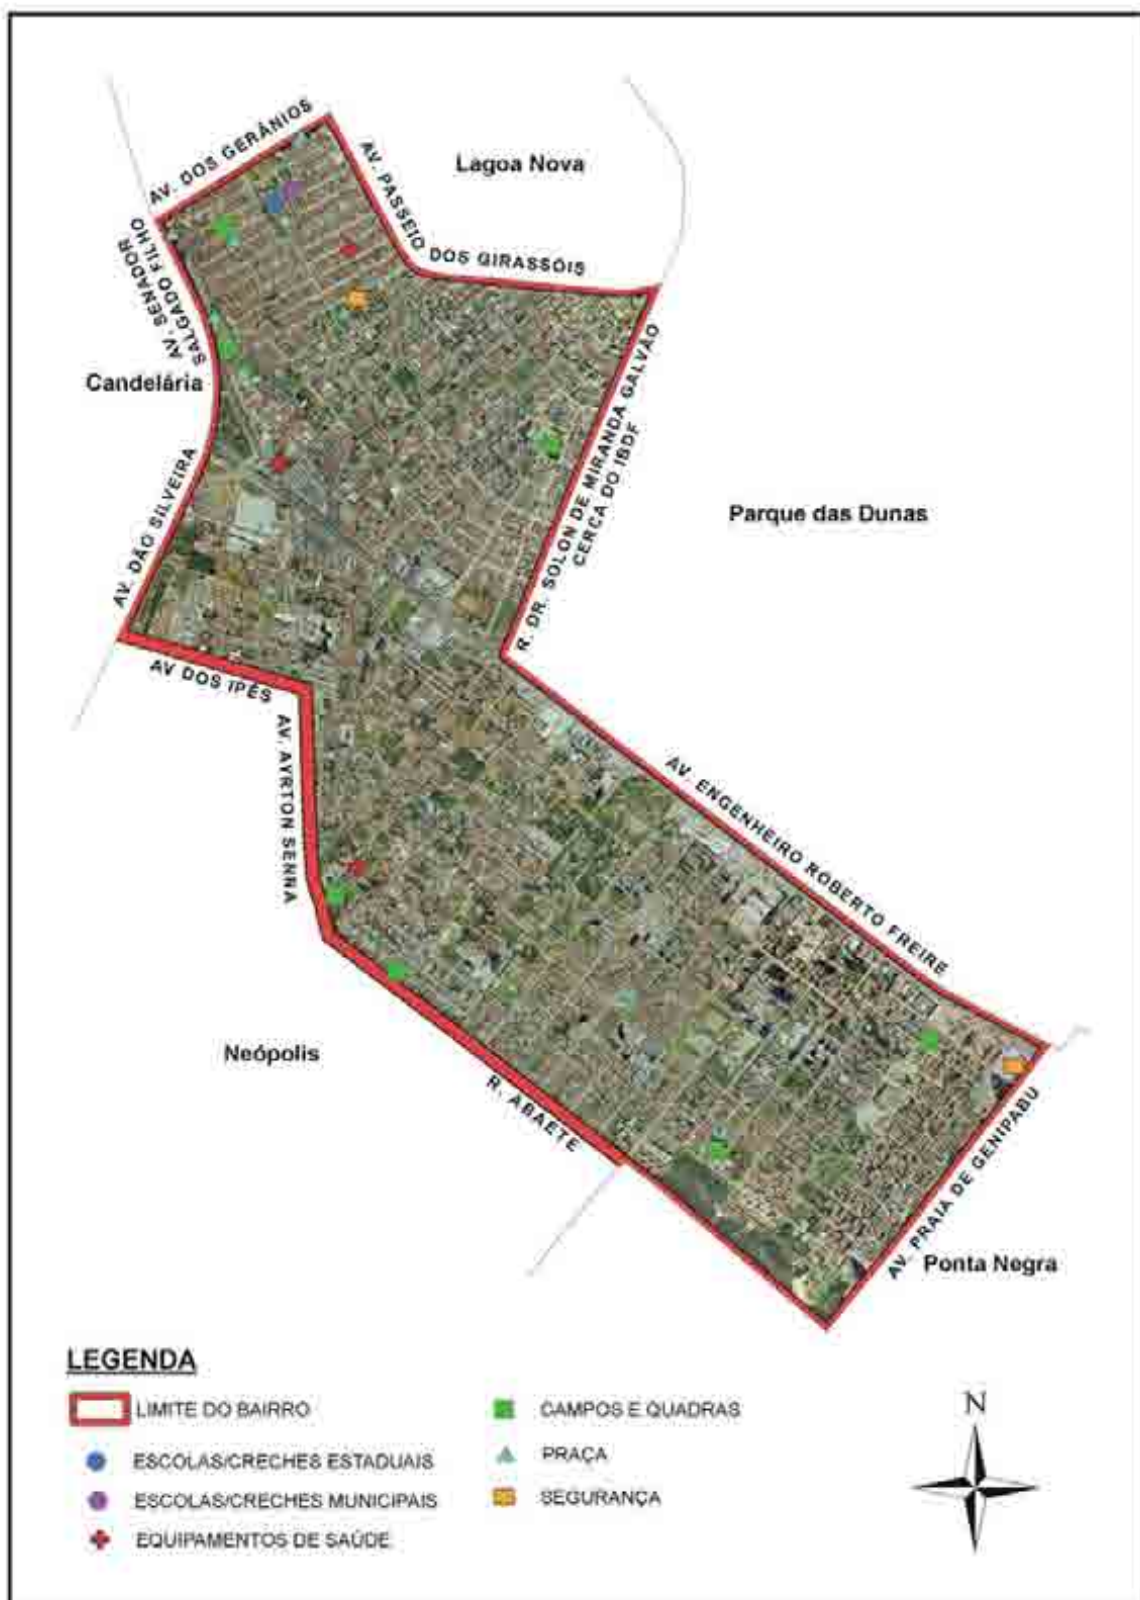 AV. DOS GERÂNIOS
AV. PASSEIO DOS GIRASSÓIS
Lagoa Nova
AV. SENADOR
SALGADO FILHO
Candelária
R. DR. SOLON DE MIRANDA GALVÃO
CERCA DO IBDF
Parque das Dunas
AV. DÃO SILVEIRA
AV DOS IPÊS
AV. AYRTON SENNA
AV. ENGENHEIRO ROBERTO FREIRE
Neópolis
R. ABAETE
AV. PRAIA DE GENIPABU
Ponta Negra
LEGENDA
LIMITE DO BAIRRO
ESCOLAS/CRECHES ESTADUAIS
ESCOLAS/CRECHES MUNICIPAIS
EQUIPAMENTOS DE SAÚDE
CAMPOS E QUADRAS
PRAÇA
SEGURANÇA
N